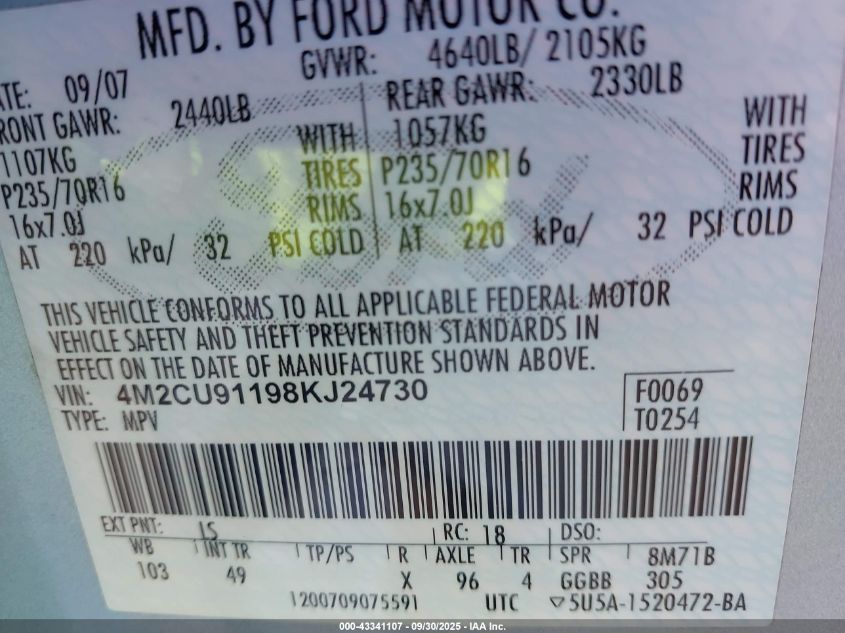 MFD. BY FORD MOTOR CO.
GVWR: 4640LB/ 2105KG
ATE: 09/07
RONT GAWR: 2440LB REAR GAWR: 2330LB
1107KG WITH 1057KG WITH
P235/70R16 TIRES P235/70R16 TIRES
16x7.0J RIMS 16x7.0J RIMS
AT 220 kPa/ 32 PSI COLD AT 220 kPa/ 32 PSI COLD
THIS VEHICLE CONFORMS TO ALL APPLICABLE FEDERAL MOTOR
VEHICLE SAFETY AND THEFT PREVENTION STANDARDS IN
EFFECT ON THE DATE OF MANUFACTURE SHOWN ABOVE.
VIN: 4M2CU91198KJ24730 F0069
TYPE: MPV T0254
EXT PNT: IS RC: 18 DSO:
WB INT TR TP/PS R AXLE TR SPR 8M71B
103 49 X 96 4 GGBB 305
1200709075591 UTC ▽5U5A-1520472-BA
000-43341107 - 09/30/2025 - IAA Inc.